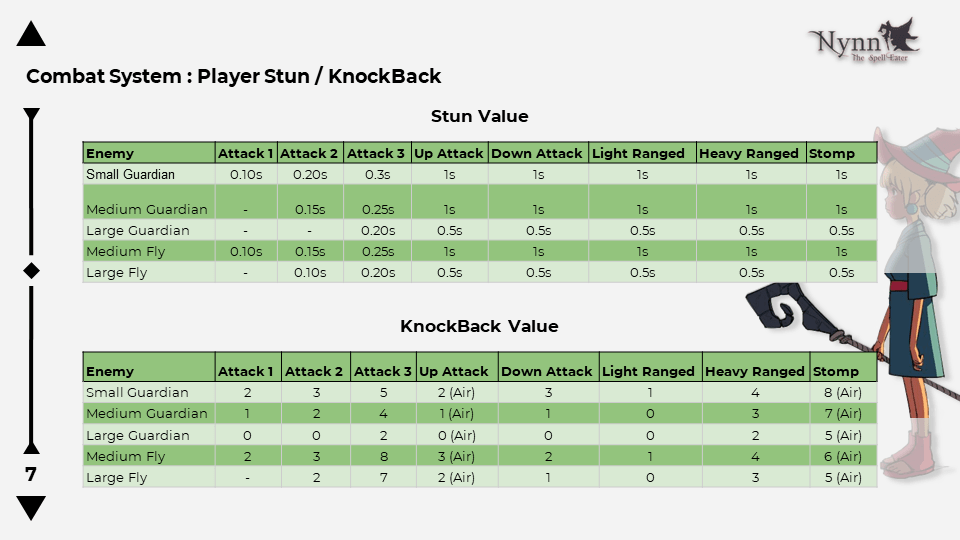 Nynn
The Spell-Eater
Combat System : Player Stun / KnockBack
Stun Value
Enemy Attack 1 Attack 2 Attack 3 Up Attack Down Attack Light Ranged Heavy Ranged Stomp
Small Guardian 0.10s 0.20s 0.3s 1s 1s 1s 1s 1s
Medium Guardian - 0.15s 0.25s 1s 1s 1s 1s 1s
Large Guardian - - 0.20s 0.5s 0.5s 0.5s 0.5s 0.5s
Medium Fly 0.10s 0.15s 0.25s 1s 1s 1s 1s 1s
Large Fly - 0.10s 0.20s 0.5s 0.5s 0.5s 0.5s 0.5s
KnockBack Value
Enemy Attack 1 Attack 2 Attack 3 Up Attack Down Attack Light Ranged Heavy Ranged Stomp
Small Guardian 2 3 5 2 (Air) 3 1 4 8 (Air)
Medium Guardian 1 2 4 1 (Air) 1 0 3 7 (Air)
Large Guardian 0 0 2 0 (Air) 0 0 2 5 (Air)
Medium Fly 2 3 8 3 (Air) 2 1 4 6 (Air)
Large Fly - 2 7 2 (Air) 1 0 3 5 (Air)
7